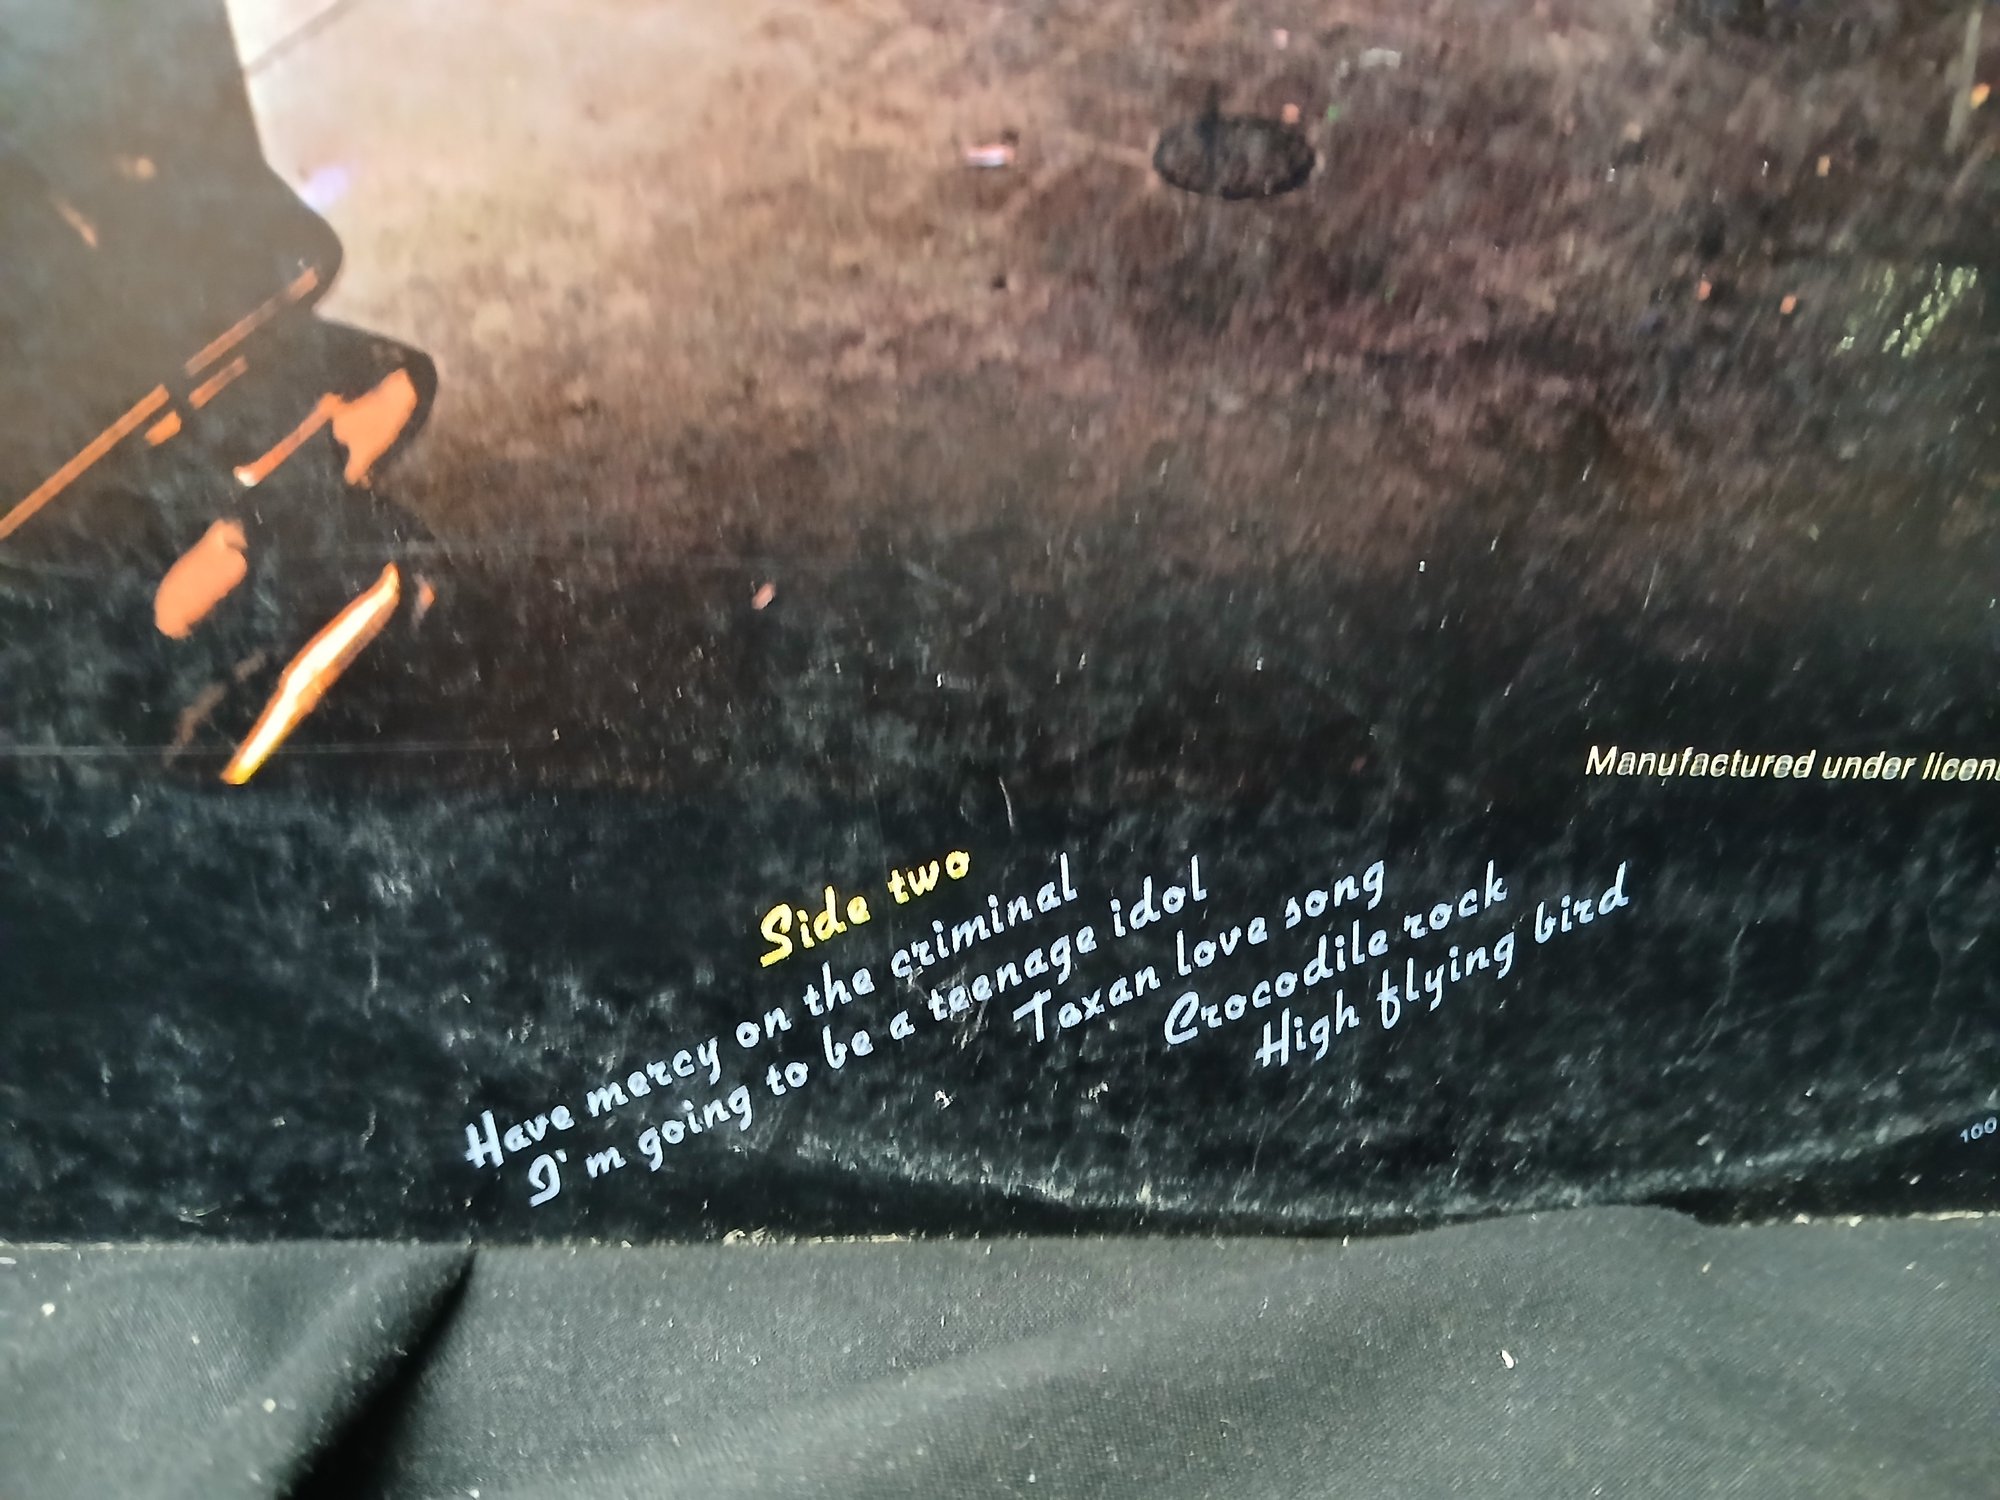 Manufactured under licen
Side two
Have mercy on the criminal
I'm going to be a teenage idol
Texan love song
Crocodile rock
High flying bird
100